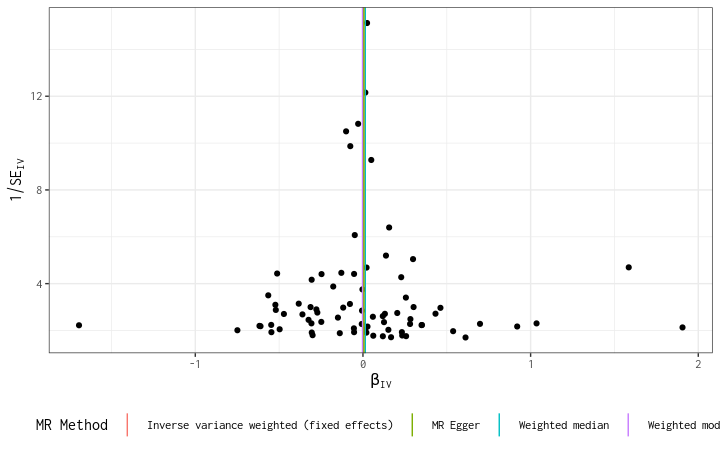 1/SE_IV
12
8
4
-1
0
1
2
β_IV
MR Method
Inverse variance weighted (fixed effects)
MR Egger
Weighted median
Weighted mod